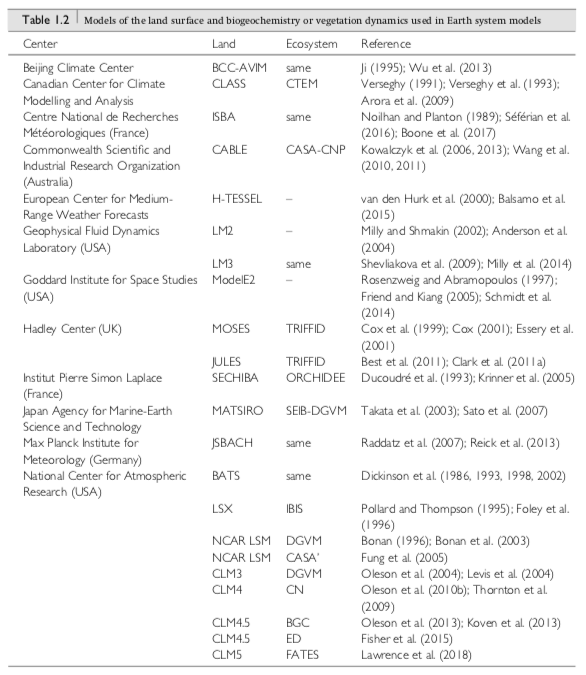 Table 1.2 Models of the land surface and biogeochemistry or vegetation dynamics used in Earth system models
Center Land Ecosystem Reference
Beijing Climate Center BCC-AVIM same Ji (1995); Wu et al. (2013)
Canadian Center for Climate CLASS CTEM Verseghy (1991); Verseghy et al. (1993);
Modelling and Analysis Arora et al. (2009)
Centre National de Recherches ISBA same Noilhan and Planton (1989); Séférian et al.
Météorologiques (France) (2016); Boone et al. (2017)
Commonwealth Scientific and CABLE CASA-CNP Kowalczyk et al. (2006, 2013); Wang et al.
Industrial Research Organization (2010, 2011)
(Australia)
European Center for Medium- H-TESSEL – van den Hurk et al. (2000); Balsamo et al.
Range Weather Forecasts (2015)
Geophysical Fluid Dynamics LM2 – Milly and Shmakin (2002); Anderson et al.
Laboratory (USA) (2004)
LM3 same Shevliakova et al. (2009); Milly et al. (2014)
Goddard Institute for Space Studies ModelE2 – Rosenzweig and Abramopoulos (1997);
(USA) Friend and Kiang (2005); Schmidt et al.
(2014)
Hadley Center (UK) MOSES TRIFFID Cox et al. (1999); Cox (2001); Essery et al.
(2001)
JULES TRIFFID Best et al. (2011); Clark et al. (2011a)
Institut Pierre Simon Laplace SECHIBA ORCHIDEE Ducoudré et al. (1993); Krinner et al. (2005)
(France)
Japan Agency for Marine-Earth MATSIRO SEIB-DGVM Takata et al. (2003); Sato et al. (2007)
Science and Technology
Max Planck Institute for JSBACH same Raddatz et al. (2007); Reick et al. (2013)
Meteorology (Germany)
National Center for Atmospheric BATS same Dickinson et al. (1986, 1993, 1998, 2002)
Research (USA)
LSX IBIS Pollard and Thompson (1995); Foley et al.
(1996)
NCAR LSM DGVM Bonan (1996); Bonan et al. (2003)
NCAR LSM CASA' Fung et al. (2005)
CLM3 DGVM Oleson et al. (2004); Levis et al. (2004)
CLM4 CN Oleson et al. (2010b); Thornton et al.
(2009)
CLM4.5 BGC Oleson et al. (2013); Koven et al. (2013)
CLM4.5 ED Fisher et al. (2015)
CLM5 FATES Lawrence et al. (2018)